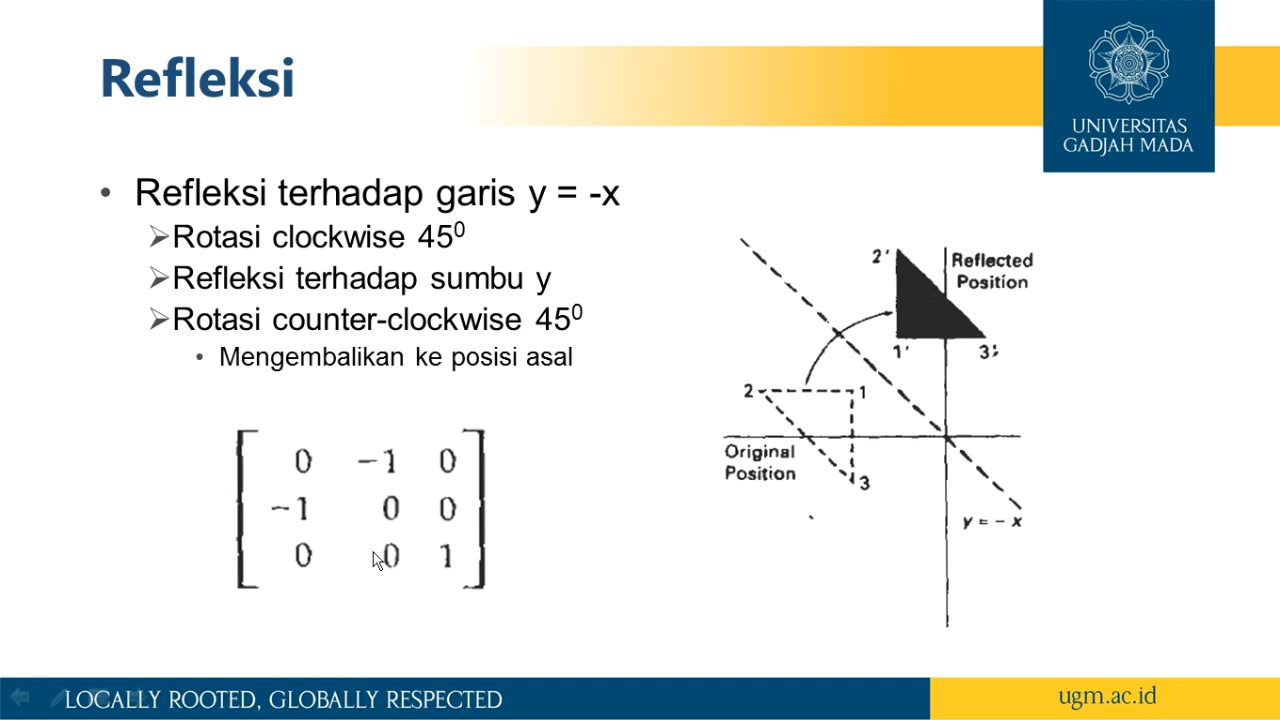 Refleksi
UNIVERSITAS
GADJAH MADA
• Refleksi terhadap garis y = -x
➢Rotasi clockwise 45⁰
➢Refleksi terhadap sumbu y
➢Rotasi counter-clockwise 45⁰
• Mengembalikan ke posisi asal
0 -1 0
-1 0 0
0 0 1
2'
Reflected
Position
1'
3'
2
1
Original
Position
3
y = - x
LOCALLY ROOTED, GLOBALLY RESPECTED
ugm.ac.id